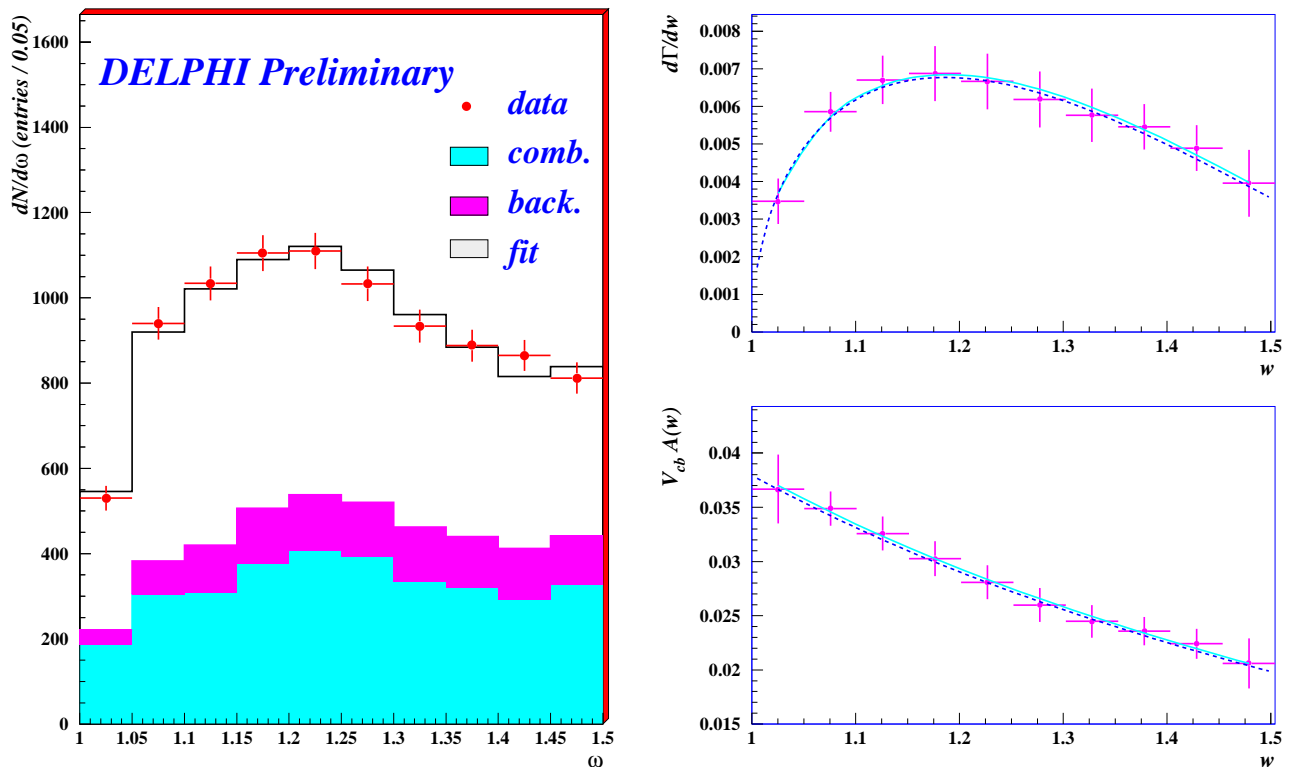 dN/dω (entries / 0.05)
1600
1400
1200
1000
800
600
400
200
0
DELPHI Preliminary
data
comb.
back.
fit
1 1.05 1.1 1.15 1.2 1.25 1.3 1.35 1.4 1.45 1.5
ω
dΓ/dw
0.008
0.007
0.006
0.005
0.004
0.003
0.002
0.001
0
1 1.1 1.2 1.3 1.4 1.5
w
V_cb A(w)
0.04
0.035
0.03
0.025
0.02
0.015
1 1.1 1.2 1.3 1.4 1.5
w